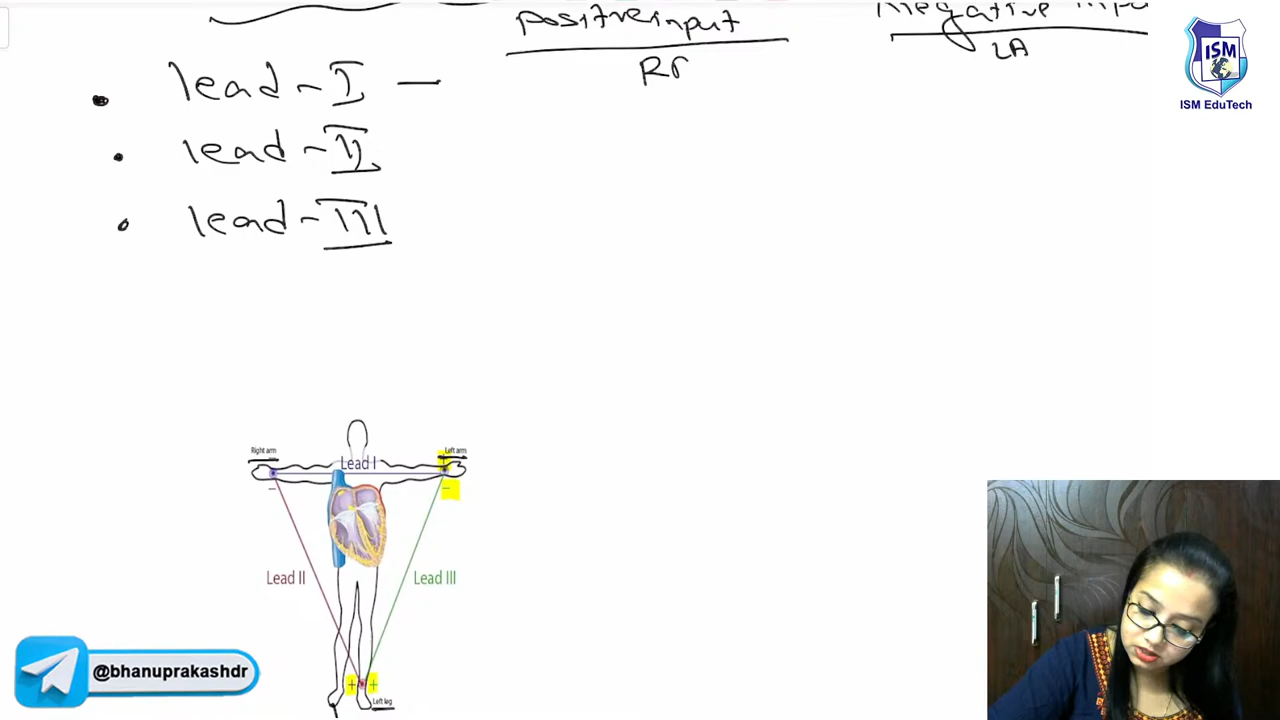 Positive input
Negative inpu
lead - I — RA LA
lead - II
lead - III
Right arm
Left arm
Lead I
Lead II
Lead III
Left leg
ISM
ISM EduTech
@bhanuprakashdr